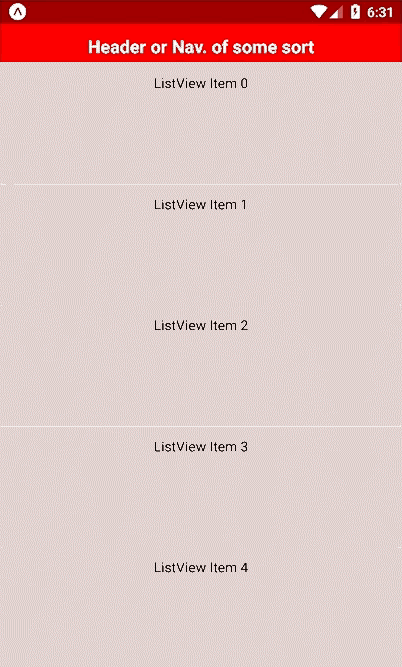 6:31
Header or Nav. of some sort
ListView Item 0
ListView Item 1
ListView Item 2
ListView Item 3
ListView Item 4